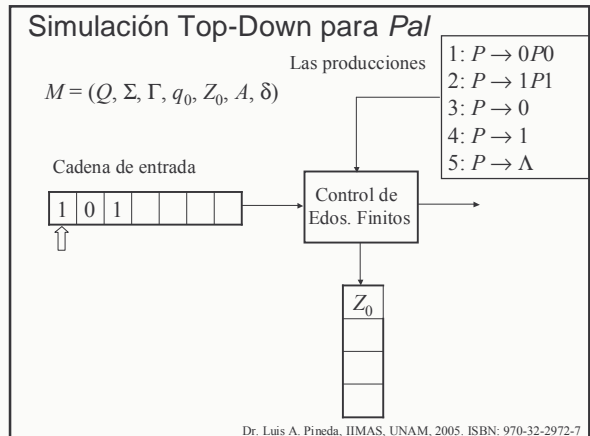 Simulación Top-Down para Pal
Las producciones
1: P → 0P0
2: P → 1P1
3: P → 0
4: P → 1
5: P → Λ
M = (Q, Σ, Γ, q₀, Z₀, A, δ)
Cadena de entrada
1 0 1
Control de
Edos. Finitos
Z₀
Dr. Luis A. Pineda, IIMAS, UNAM, 2005. ISBN: 970-32-2972-7